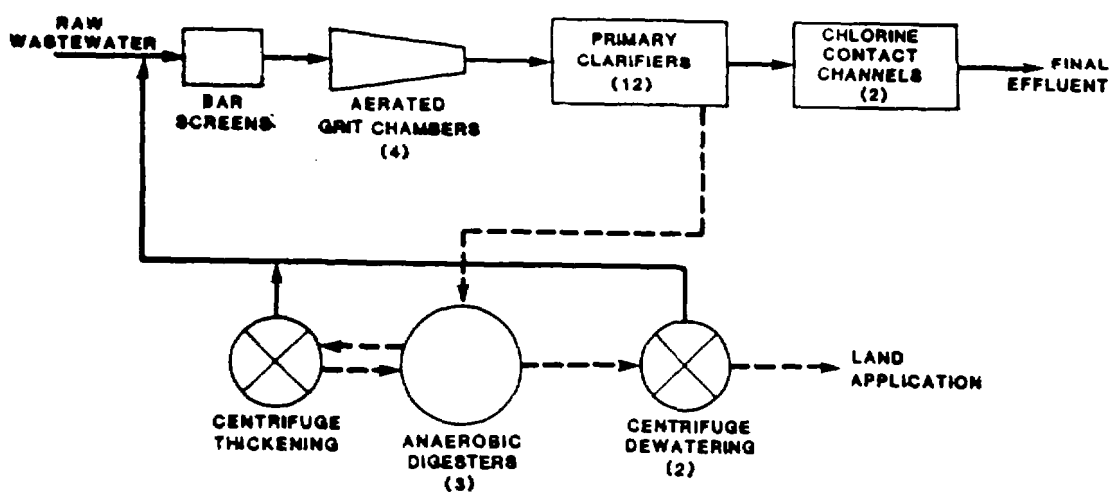 RAW
WASTEWATER
BAR
SCREENS
AERATED
GRIT CHAMBERS
(4)
PRIMARY
CLARIFIERS
(12)
CHLORINE
CONTACT
CHANNELS
(2)
FINAL
EFFLUENT
CENTRIFUGE
THICKENING
ANAEROBIC
DIGESTERS
(3)
CENTRIFUGE
DEWATERING
(2)
LAND
APPLICATION